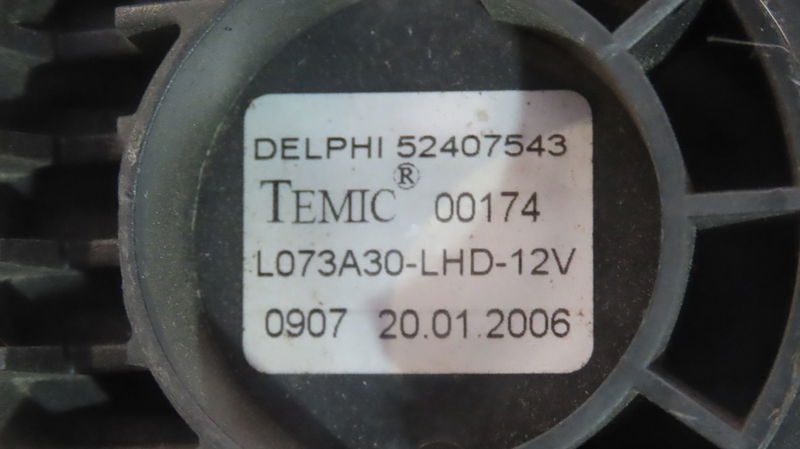 DELPHI 52407543
TEMIC® 00174
L073A30-LHD-12V
0907 20.01.2006